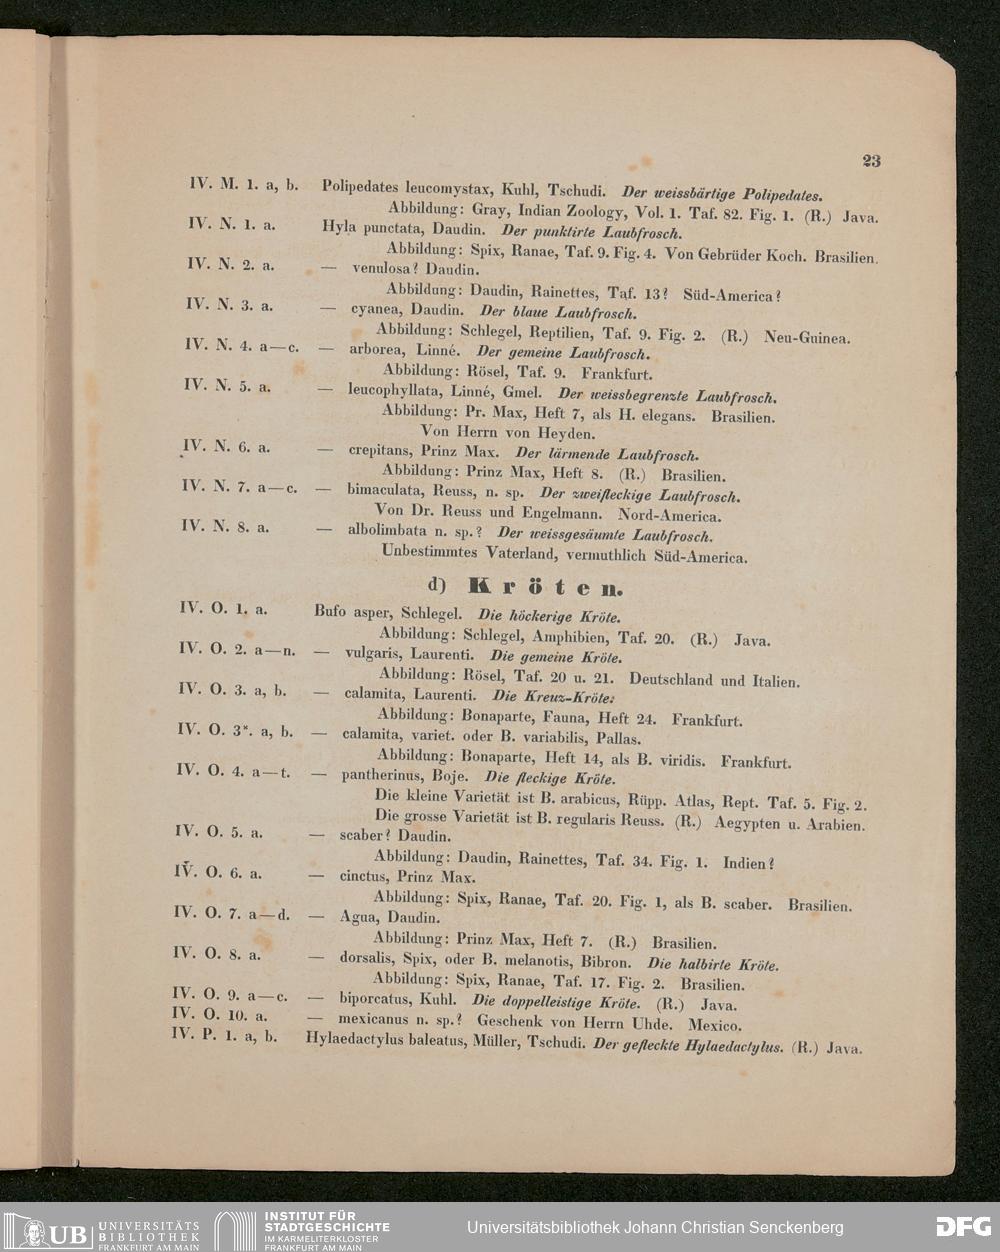 23
IV. M. 1. a, b. Polipedates leucomystax, Kuhl, Tschudi. Der weissbärtige Polipedates.
Abbildung: Gray, Indian Zoology, Vol. 1. Taf. 82. Fig. 1. (R.) Java.
IV. N. 1. a. Hyla punctata, Daudin. Der punktirte Laubfrosch.
Abbildung: Spix, Ranae, Taf. 9. Fig. 4. Von Gebrüder Koch. Brasilien.
IV. N. 2. a. — venulosa? Daudin.
Abbildung: Daudin, Rainettes, Taf. 13? Süd-America?
IV. N. 3. a. — cyanea, Daudin. Der blaue Laubfrosch.
Abbildung: Schlegel, Reptilien, Taf. 9. Fig. 2. (R.) Neu-Guinea.
IV. N. 4. a—c. — arborea, Linné. Der gemeine Laubfrosch.
Abbildung: Rösel, Taf. 9. Frankfurt.
IV. N. 5. a. — leucophyllata, Linné, Gmel. Der weissbegrenzte Laubfrosch.
Abbildung: Pr. Max, Heft 7, als H. elegans. Brasilien.
Von Herrn von Heyden.
IV. N. 6. a. — crepitans, Prinz Max. Der lärmende Laubfrosch.
Abbildung: Prinz Max, Heft 8. (R.) Brasilien.
IV. N. 7. a—c. — bimaculata, Reuss, n. sp. Der zweifleckige Laubfrosch.
Von Dr. Reuss und Engelmann. Nord-America.
IV. N. 8. a. — albolimbata n. sp.? Der weissgesäumte Laubfrosch.
Unbestimmtes Vaterland, vermuthlich Süd-America.
d) Kröten.
IV. O. 1. a. Bufo asper, Schlegel. Die höckerige Kröte.
Abbildung: Schlegel, Amphibien, Taf. 20. (R.) Java.
IV. O. 2. a—n. — vulgaris, Laurenti. Die gemeine Kröte.
Abbildung: Rösel, Taf. 20 u. 21. Deutschland und Italien.
IV. O. 3. a, b. — calamita, Laurenti. Die Kreuz-Kröte.
Abbildung: Bonaparte, Fauna, Heft 24. Frankfurt.
IV. O. 3*. a, b. — calamita, variet. oder B. variabilis, Pallas.
Abbildung: Bonaparte, Heft 14, als B. viridis. Frankfurt.
IV. O. 4. a—t. — pantherinus, Boje. Die fleckige Kröte.
Die kleine Varietät ist B. arabicus, Rüpp. Atlas, Rept. Taf. 5. Fig. 2.
Die grosse Varietät ist B. regularis Reuss. (R.) Aegypten u. Arabien.
IV. O. 5. a. — scaber? Daudin.
Abbildung: Daudin, Rainettes, Taf. 34. Fig. 1. Indien?
IV. O. 6. a. — cinctus, Prinz Max.
Abbildung: Spix, Ranae, Taf. 20. Fig. 1, als B. scaber. Brasilien.
IV. O. 7. a—d. — Agua, Daudin.
Abbildung: Prinz Max, Heft 7. (R.) Brasilien.
IV. O. 8. a. — dorsalis, Spix, oder B. melanotis, Bibron. Die halbirte Kröte.
Abbildung: Spix, Ranae, Taf. 17. Fig. 2. Brasilien.
IV. O. 9. a—c. — biporcatus, Kuhl. Die doppelleistige Kröte. (R.) Java.
IV. O. 10. a. — mexicanus n. sp.? Geschenk von Herrn Uhde. Mexico.
IV. P. 1. a, b. Hylaedactylus baleatus, Müller, Tschudi. Der gefleckte Hylaedactylus. (R.) Java.
UB UNIVERSITÄTS
BIBLIOTHEK
FRANKFURT AM MAIN
INSTITUT FÜR
STADTGESCHICHTE
IM KARMELITERKLOSTER
FRANKFURT AM MAIN
Universitätsbibliothek Johann Christian Senckenberg
DFG